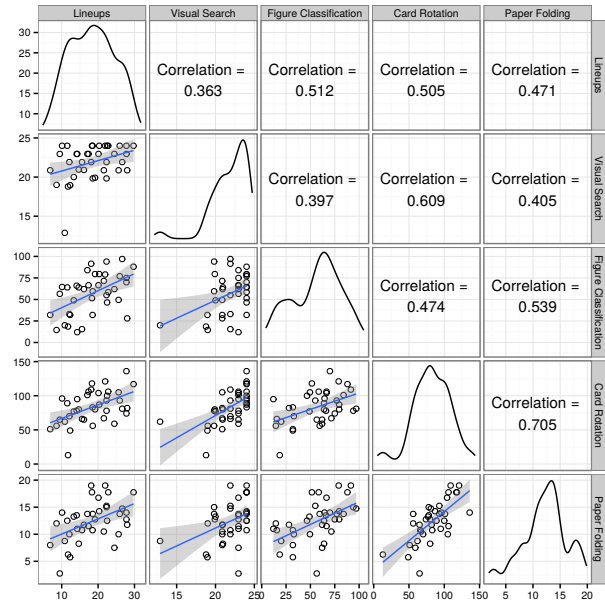 Lineups Visual Search Figure Classification Card Rotation Paper Folding
30
25
20
15
10
Correlation =
0.363
Correlation =
0.512
Correlation =
0.505
Correlation =
0.471
Lineups
25
20
15
Correlation =
0.397
Correlation =
0.609
Correlation =
0.405
Visual Search
100
75
50
25
0
Correlation =
0.474
Correlation =
0.539
Figure Classification
150
100
50
0
Correlation =
0.705
Card Rotation
20
15
10
5
Paper Folding
10 20 30 15 20 25 0 25 50 75 100 0 50 100 150 5 10 15 20